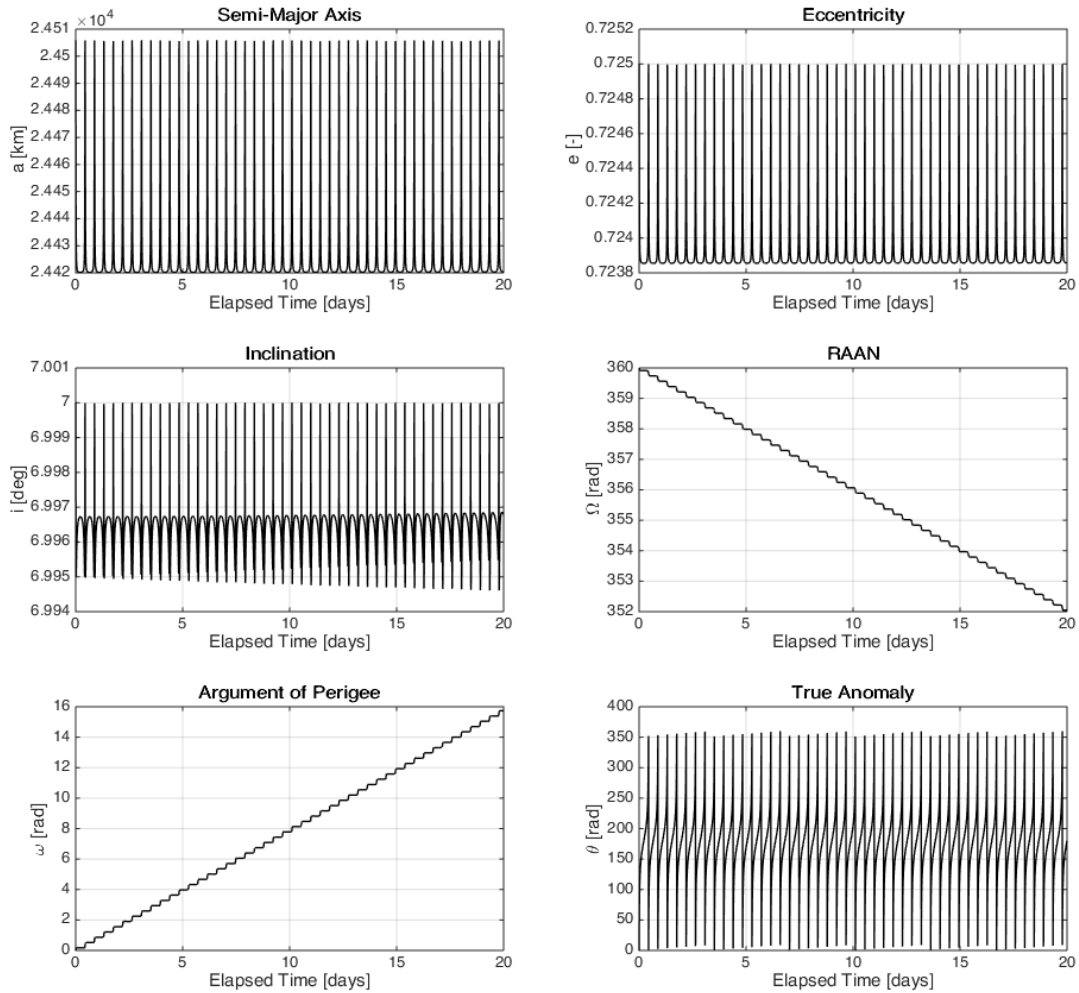 Semi-Major Axis
×10⁴
2.451
2.45
2.449
2.448
2.447
2.446
2.445
2.444
2.443
2.442
a [km]
0 5 10 15 20
Elapsed Time [days]
Eccentricity
0.7252
0.725
0.7248
0.7246
0.7244
0.7242
0.724
0.7238
e [-]
0 5 10 15 20
Elapsed Time [days]
Inclination
7.001
7
6.999
6.998
6.997
6.996
6.995
6.994
i [deg]
0 5 10 15 20
Elapsed Time [days]
RAAN
360
359
358
357
356
355
354
353
352
Ω [rad]
0 5 10 15 20
Elapsed Time [days]
Argument of Perigee
16
14
12
10
8
6
4
2
0
ω [rad]
0 5 10 15 20
Elapsed Time [days]
True Anomaly
400
350
300
250
200
150
100
50
0
θ [rad]
0 5 10 15 20
Elapsed Time [days]